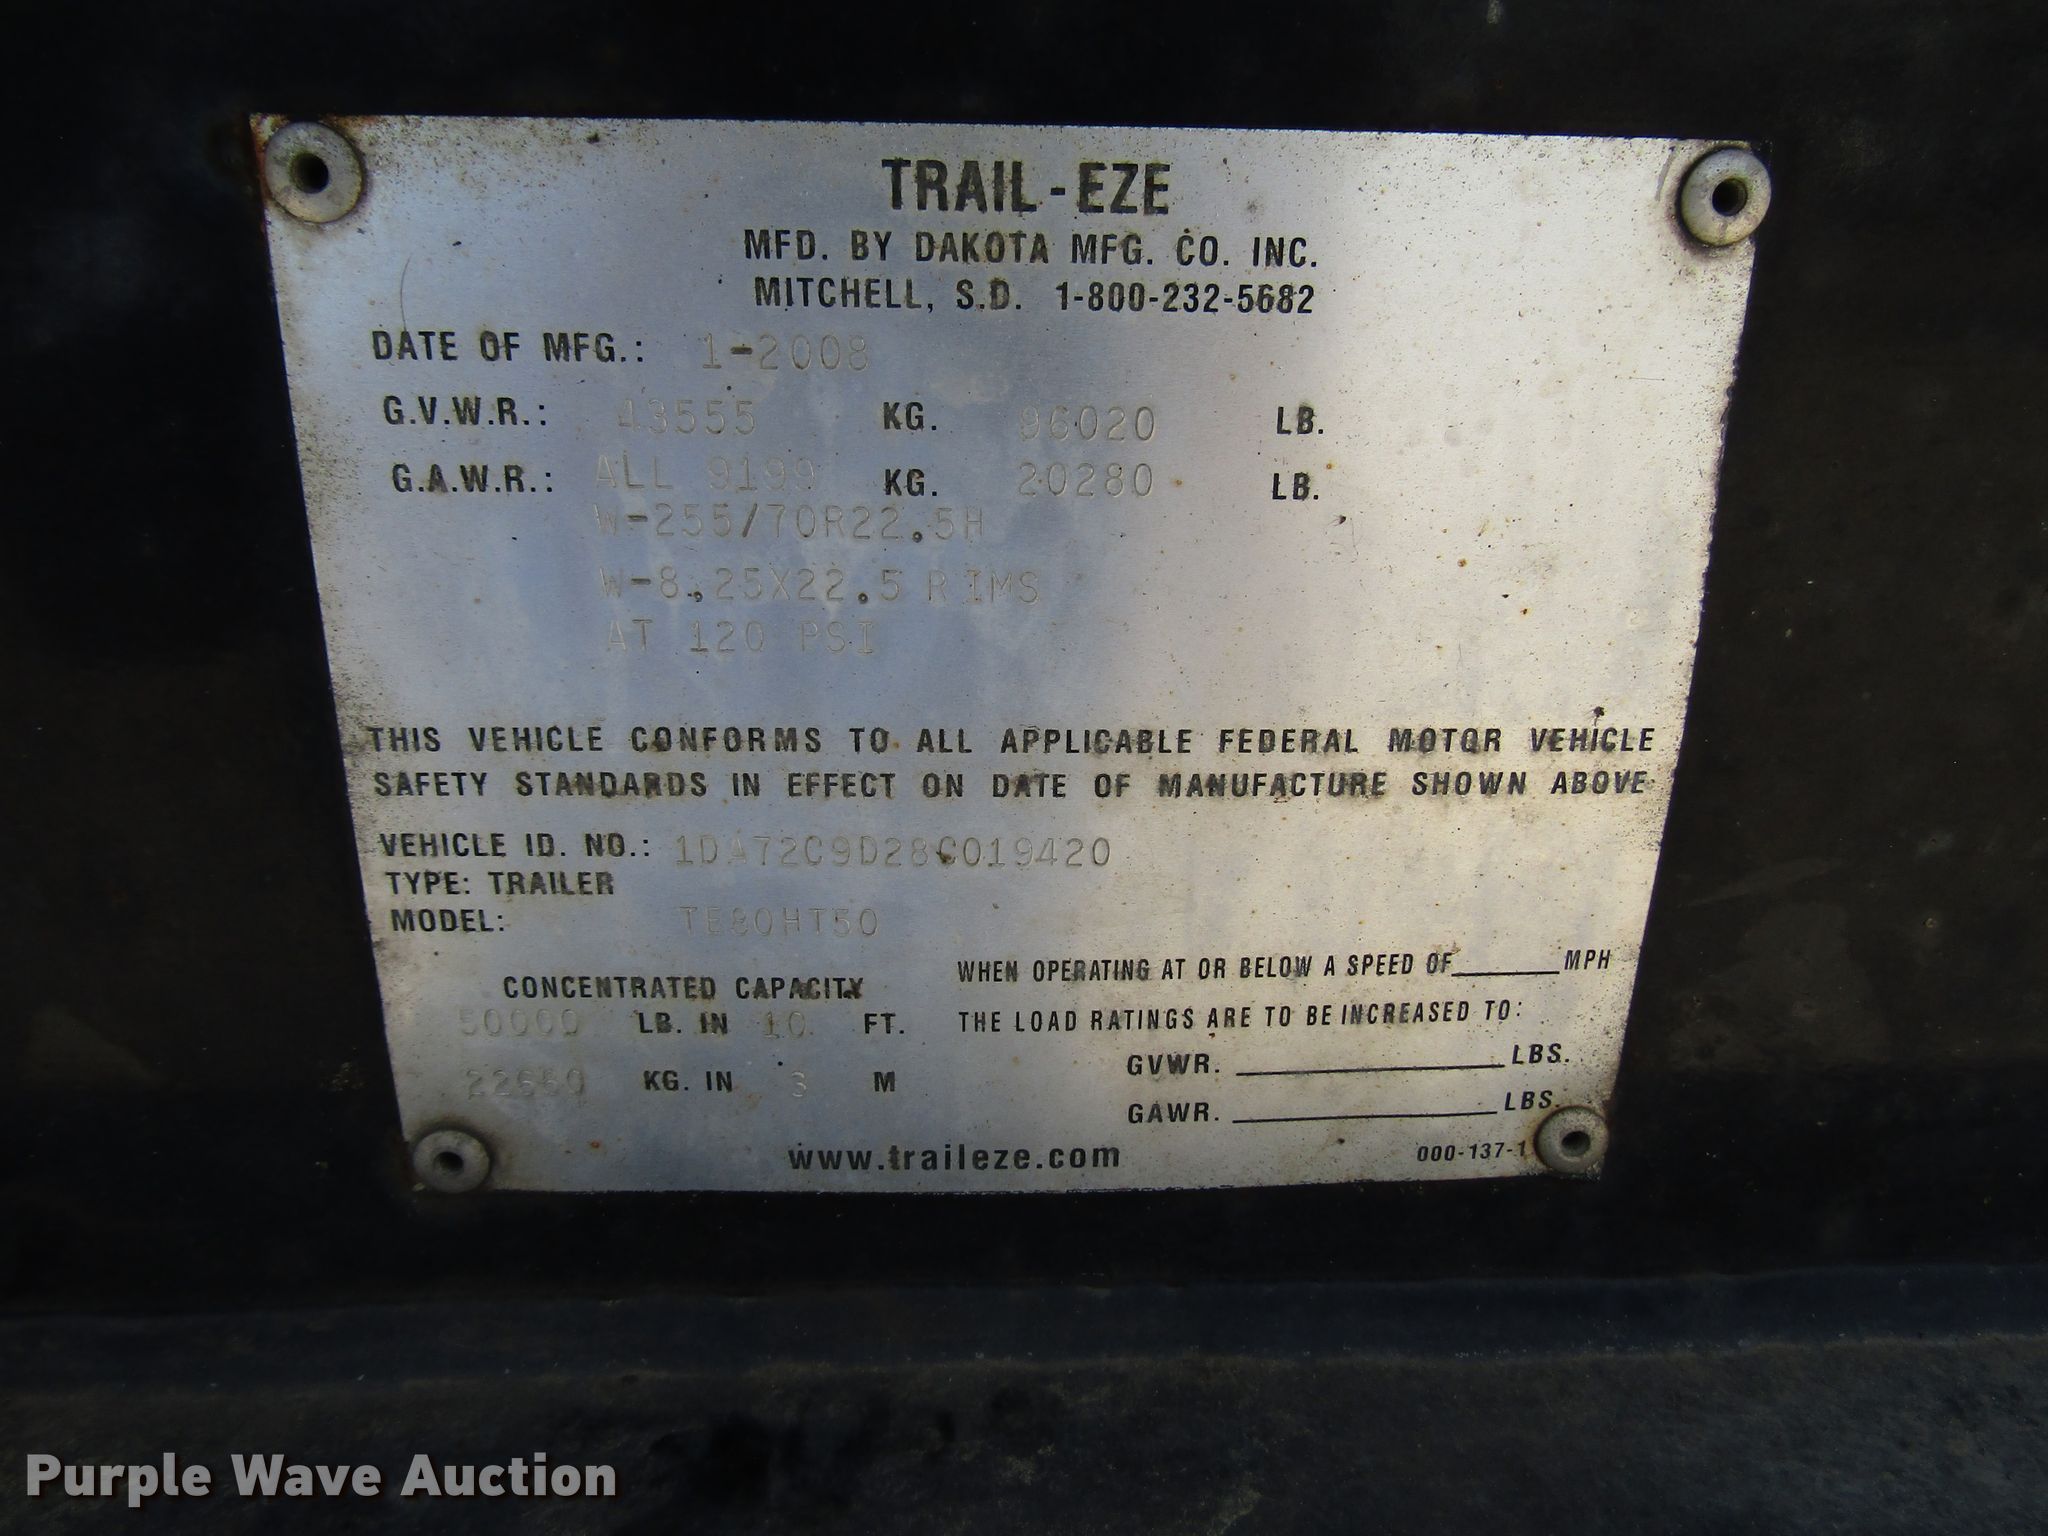 TRAIL-EZE
MFD. BY DAKOTA MFG. CO. INC.
MITCHELL, S.D. 1-800-232-5682
DATE OF MFG.: 1-2008
G.V.W.R.: 43555 KG. 96020 LB.
G.A.W.R.: ALL 9199 KG. 20280 LB.
W-255/70R22.5H
W-8.25X22.5 RIMS
AT 120 PSI
THIS VEHICLE CONFORMS TO ALL APPLICABLE FEDERAL MOTOR VEHICLE
SAFETY STANDARDS IN EFFECT ON DATE OF MANUFACTURE SHOWN ABOVE
VEHICLE ID. NO.: 1DA72C9D28C019420
TYPE: TRAILER
MODEL: TE80HT50
CONCENTRATED CAPACITY
50000 LB. IN 10 FT.
KG. IN 3 M
WHEN OPERATING AT OR BELOW A SPEED OF______MPH
THE LOAD RATINGS ARE TO BE INCREASED TO:
GVWR. ______ LBS.
GAWR. ______ LBS.
www.traileze.com
000-137-1
Purple Wave Auction